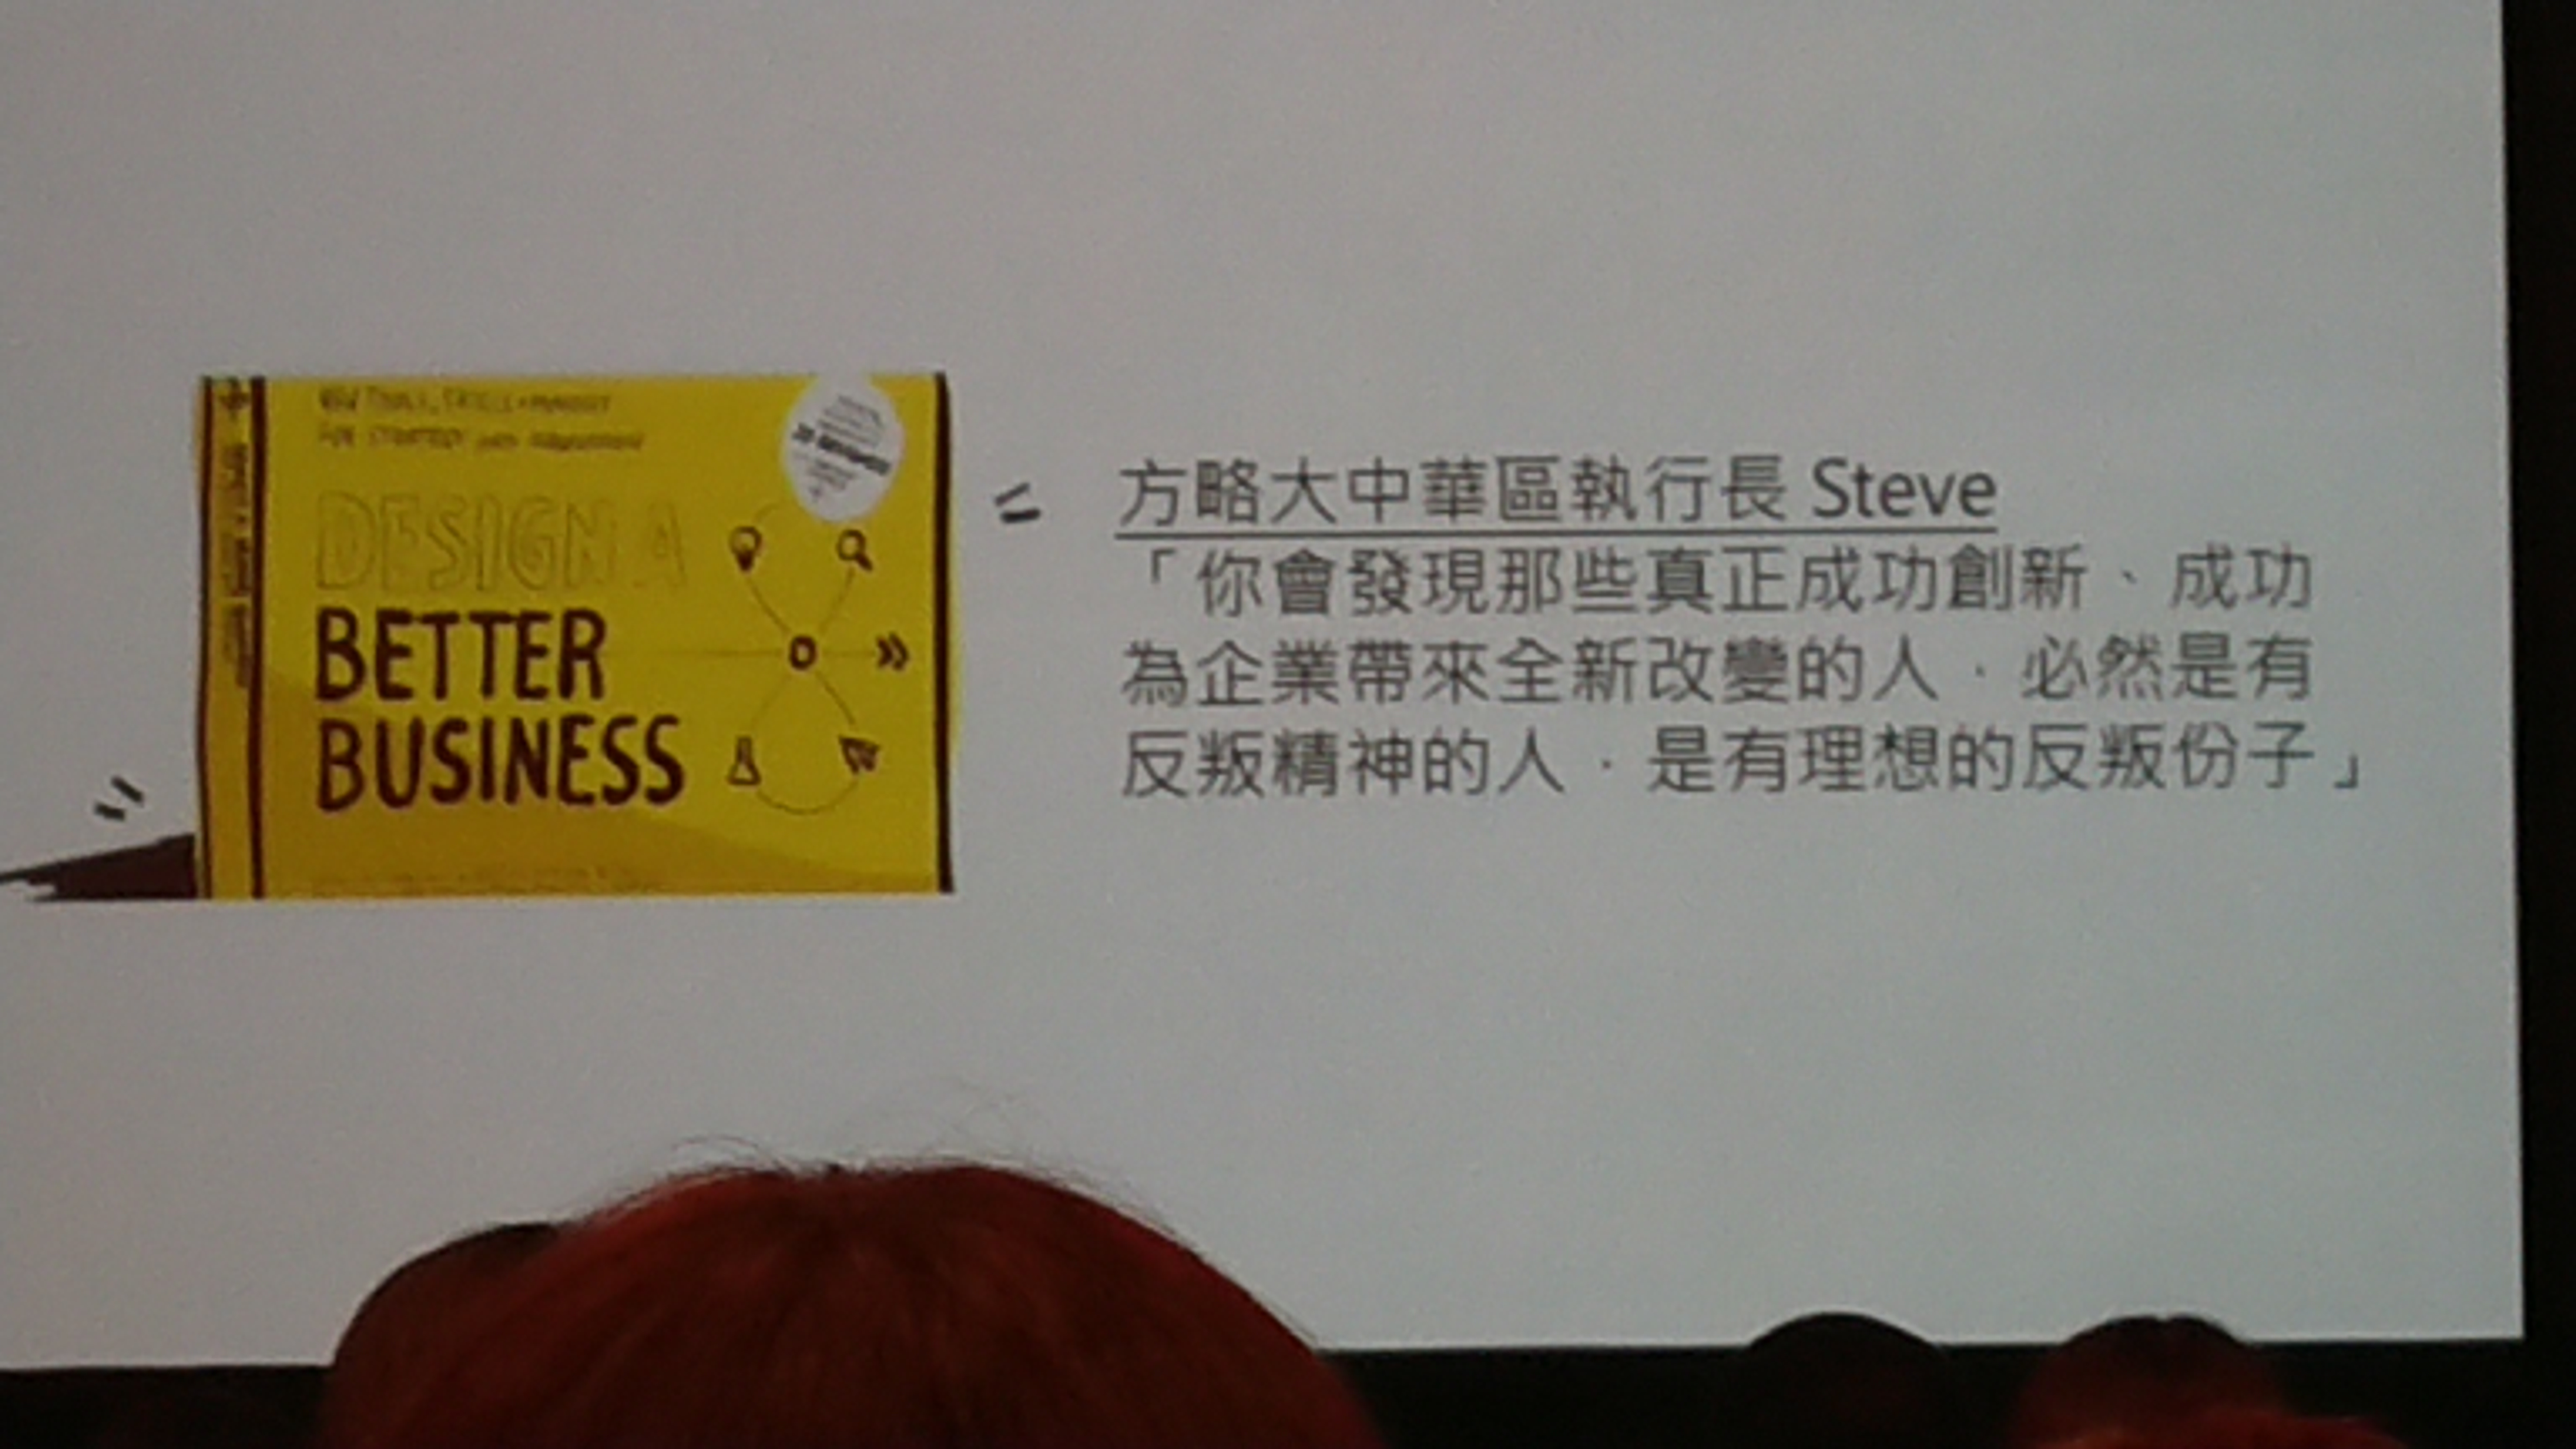 NEW TOOLS, SKILLS + MINDSET
FOR STRATEGY AND INNOVATION
DESIGN A
BETTER
BUSINESS
方略大中華區執行長 Steve
「你會發現那些真正成功創新、成功
為企業帶來全新改變的人，必然是有
反叛精神的人，是有理想的反叛份子」